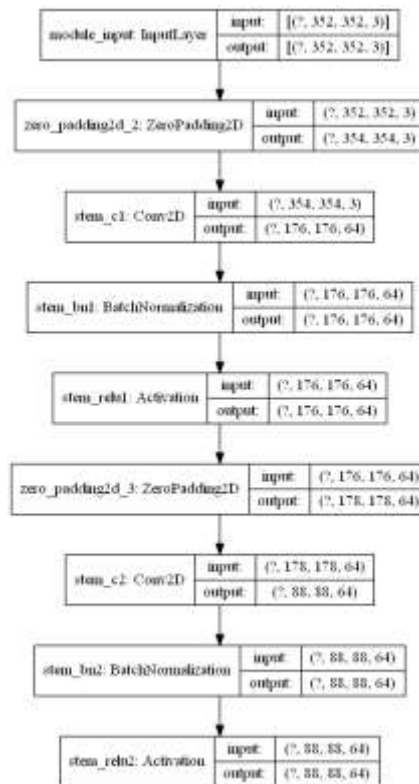 module_input: InputLayer
input: [(?, 352, 352, 3)]
output: [(?, 352, 352, 3)]
zero_padding2d_2: ZeroPadding2D
input: (?, 352, 352, 3)
output: (?, 354, 354, 3)
stem_c1: Conv2D
input: (?, 354, 354, 3)
output: (?, 176, 176, 64)
stem_bn1: BatchNormalization
input: (?, 176, 176, 64)
output: (?, 176, 176, 64)
stem_relu1: Activation
input: (?, 176, 176, 64)
output: (?, 176, 176, 64)
zero_padding2d_3: ZeroPadding2D
input: (?, 176, 176, 64)
output: (?, 178, 178, 64)
stem_c2: Conv2D
input: (?, 178, 178, 64)
output: (?, 88, 88, 64)
stem_bn2: BatchNormalization
input: (?, 88, 88, 64)
output: (?, 88, 88, 64)
stem_relu2: Activation
input: (?, 88, 88, 64)
output: (?, 88, 88, 64)